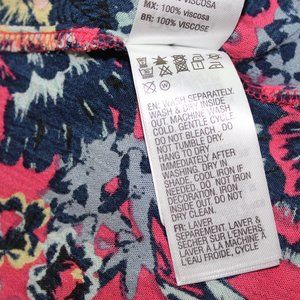 MX: 100% VISCOSA
BR: 100% VISCOSE
EN: WASH SEPARATELY.
WASH & DRY INSIDE
OUT. MACHINE WASH
COLD, GENTLE CYCLE
DO NOT BLEACH . DO
NOT TUMBLE DRY.
HANG TO DRY
IMMEDIATELY AFTER
WASHING. DRY IN
SHADE. COOL IRON IF
NEEDED. DO NOT IRON
DECORATION. IRON
INSIDE OUT. DO NOT
DRY CLEAN.
FR: LAVER
SÉPARÉMENT. LAVER &
SÉCHER SUR L'ENVERS.
LAVER À LA MACHINE À
L'EAU FROIDE, CYCLE